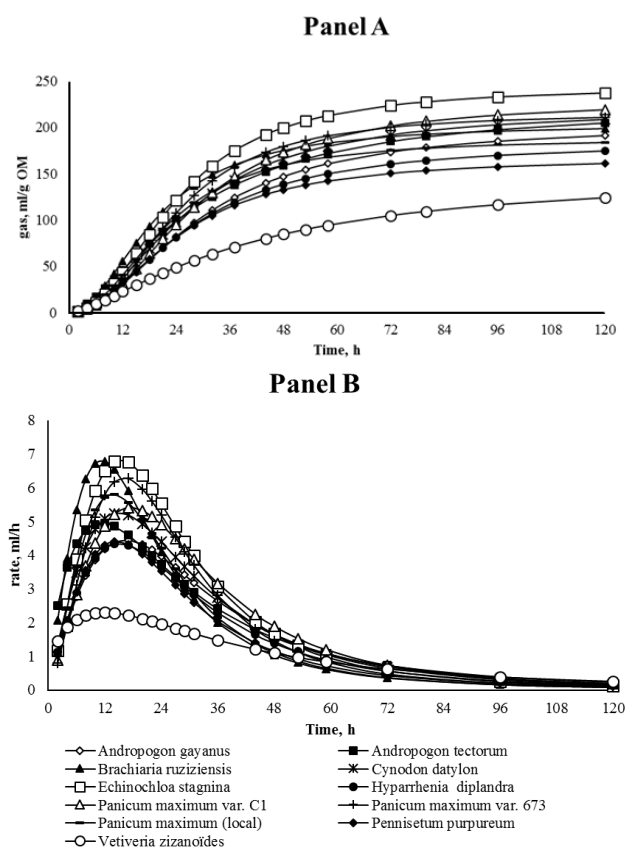 Panel A
250
200
150
100
50
0
gas, ml/g OM
0 12 24 36 48 60 72 84 96 108 120
Time, h
Panel B
8
7
6
5
4
3
2
1
0
rate, ml/h
0 12 24 36 48 60 72 84 96 108 120
Time, h
Andropogon gayanus Andropogon tectorum
Brachiaria ruziziensis Cynodon datylon
Echinochloa stagnina Hyparrhenia diplandra
Panicum maximum var. C1 Panicum maximum var. 673
Panicum maximum (local) Pennisetum purpureum
Vetiveria zizanoïdes